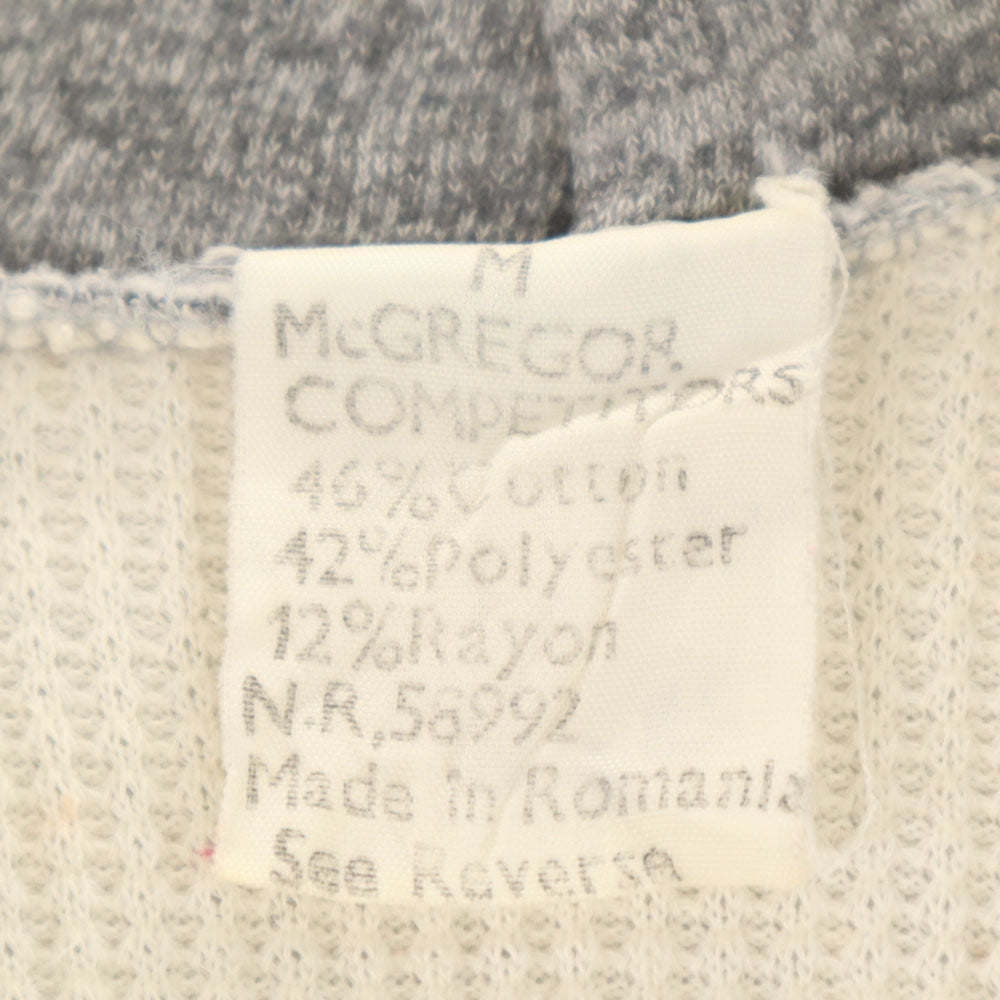 M
McGREGOR
COMPETITORS
46% Cotton
42% Polyester
12% Rayon
N.R,56992
Made in Romania
See Reverse